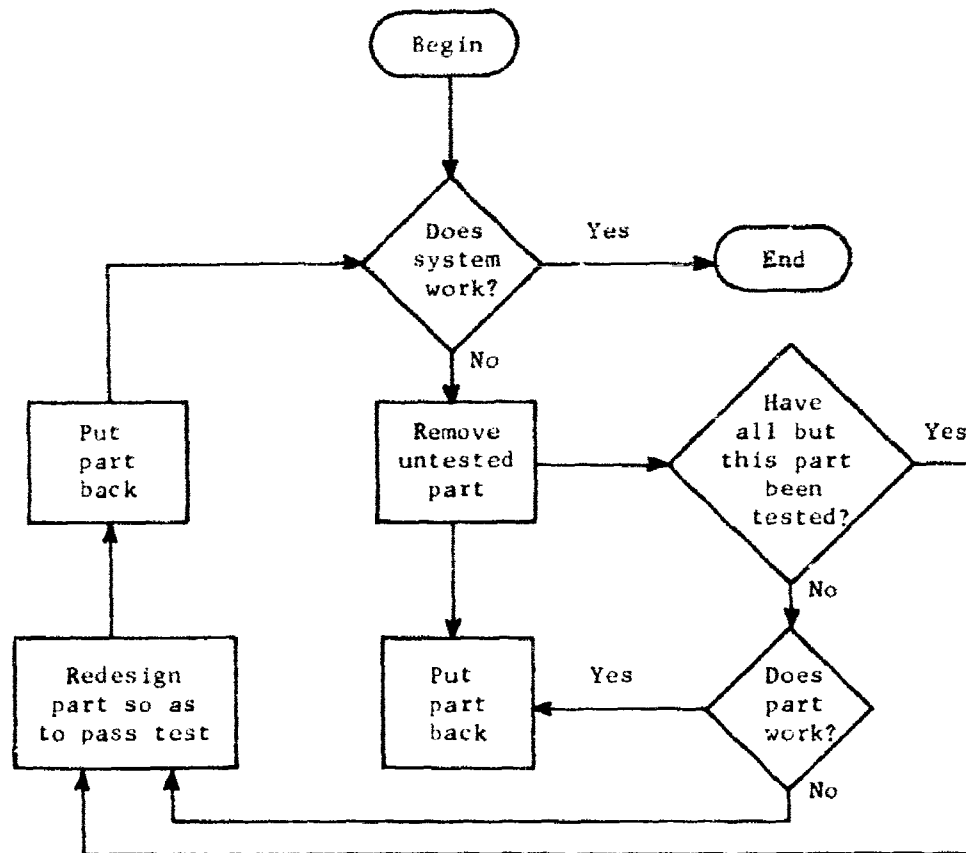 Begin
Does
system
work?
Yes
End
No
Put
part
back
Remove
untested
part
Have
all but
this part
been
tested?
Yes
No
Redesign
part so as
to pass test
Put
part
back
Yes
Does
part
work?
No